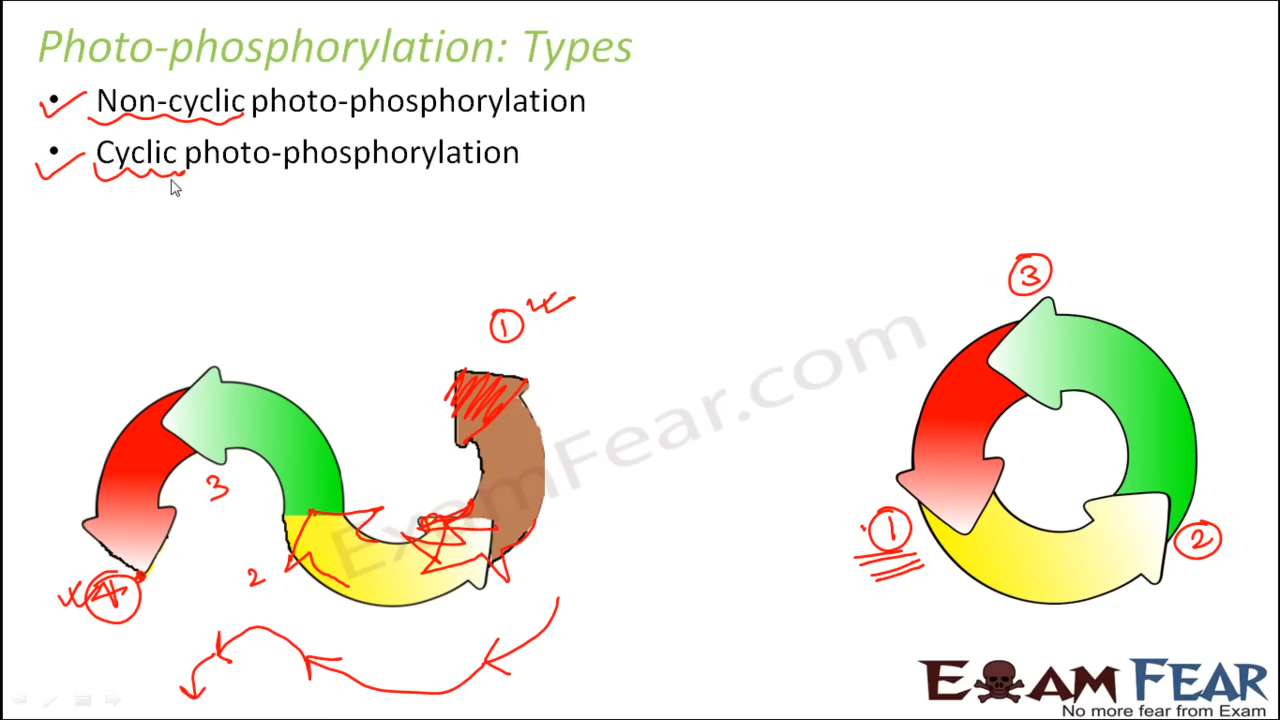 Photo-phosphorylation: Types
• Non-cyclic photo-phosphorylation
• Cyclic photo-phosphorylation
3
1
1
2
3
2
ExamFear.com
EXAM FEAR
No more fear from Exam